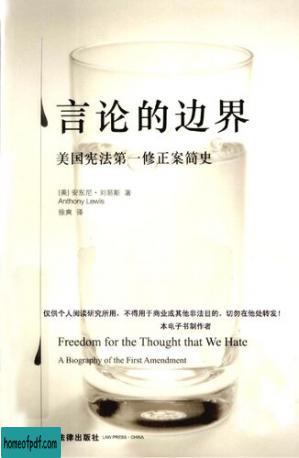 言论的边界
美国宪法第一修正案简史
[美] 安东尼·刘易斯 著
Anthony Lewis
徐爽 译
仅供个人阅读研究所用，不得用于商业或其他非法目的，切勿在他处转发！
本电子书制作者
Freedom for the Thought that We Hate
A Biography of the First Amendment
法律出版社
LAW PRESS·CHINA
homeofpdf.com